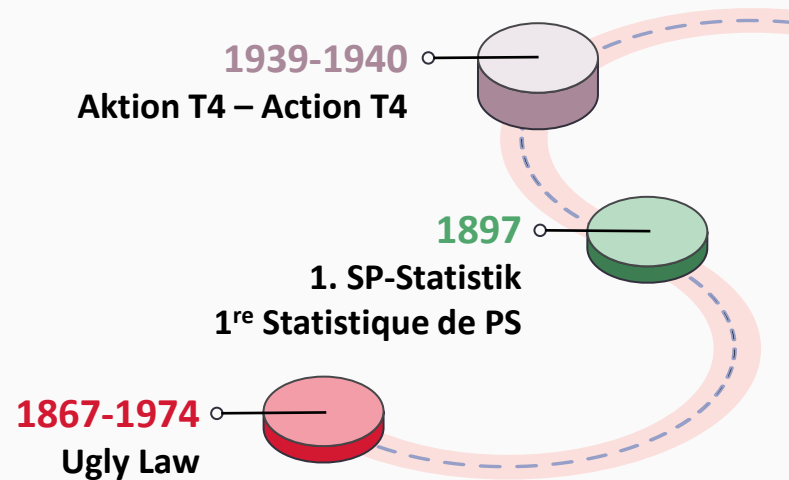 1939-1940
Aktion T4 – Action T4
1897
1. SP-Statistik
1re Statistique de PS
1867-1974
Ugly Law